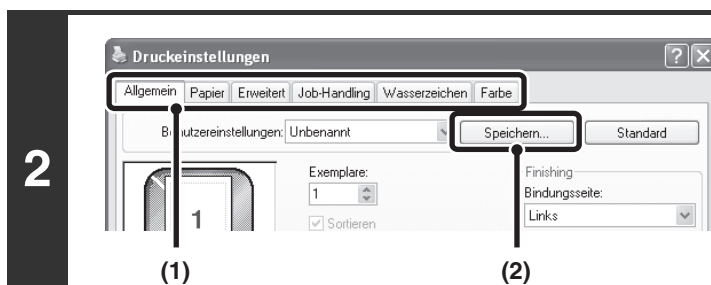 2
Druckeinstellungen
Allgemein Papier Erweitert Job-Handling Wasserzeichen Farbe
Benutzereinstellungen: Unbenannt Speichern... Standard
Exemplare: Finishing
1 Bindungsseite:
1 Sortieren Links
(1) (2)